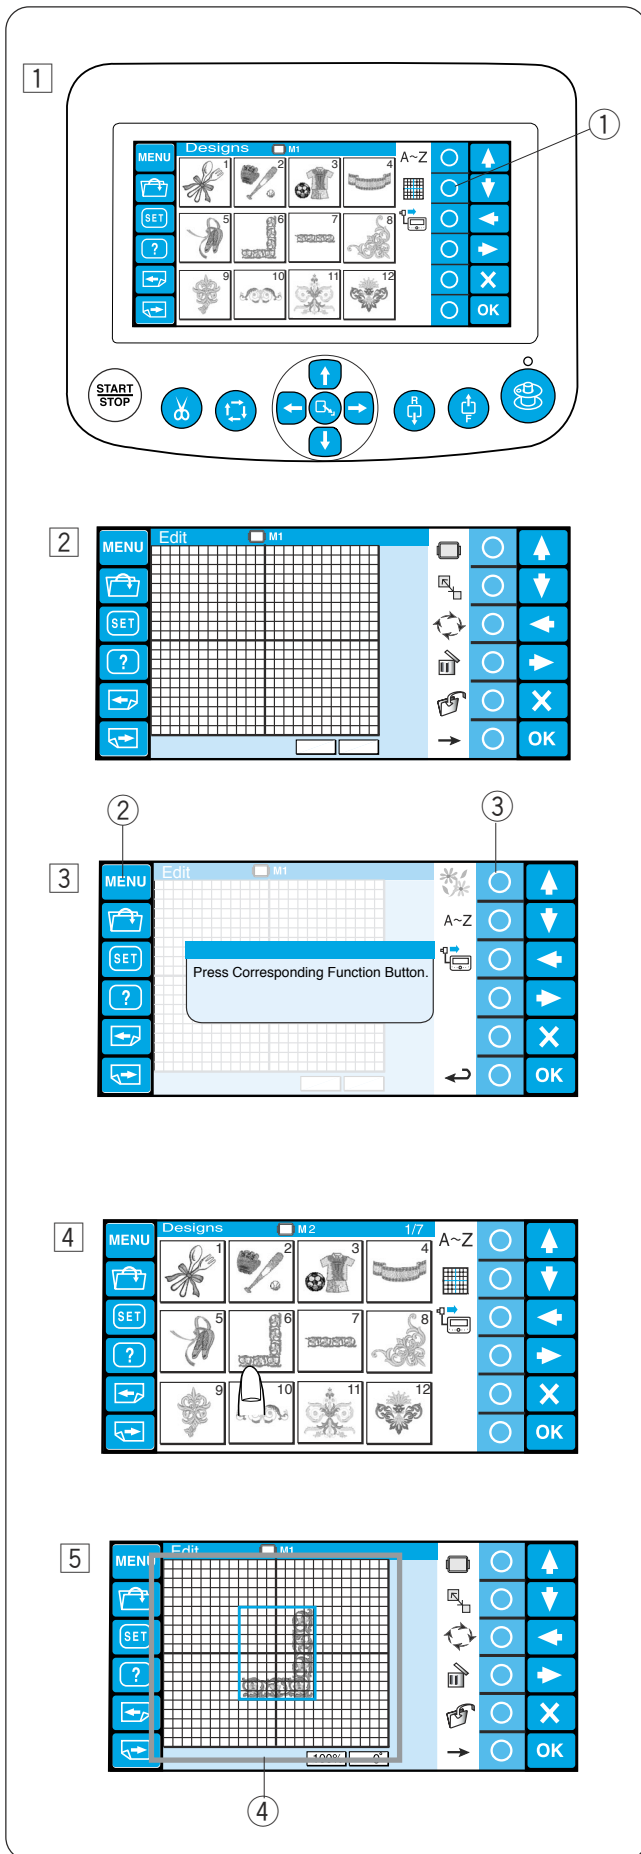 1
1
MENU
Designs M1
1 2 3 4
A~Z
SET
5 6 7 8
?
9 10 11 12
OK
START
STOP
R
F
2
MENU
Edit M1
SET
?
OK
2
3
3
MENU
Edit M1
A~Z
SET
Press Corresponding Function Button.
?
OK
4
MENU
Designs M2 1/7
1 2 3 4
A~Z
SET
5 6 7 8
?
9 10 11 12
OK
5
MENU
Edit M1
SET
?
OK
100% 0°
4